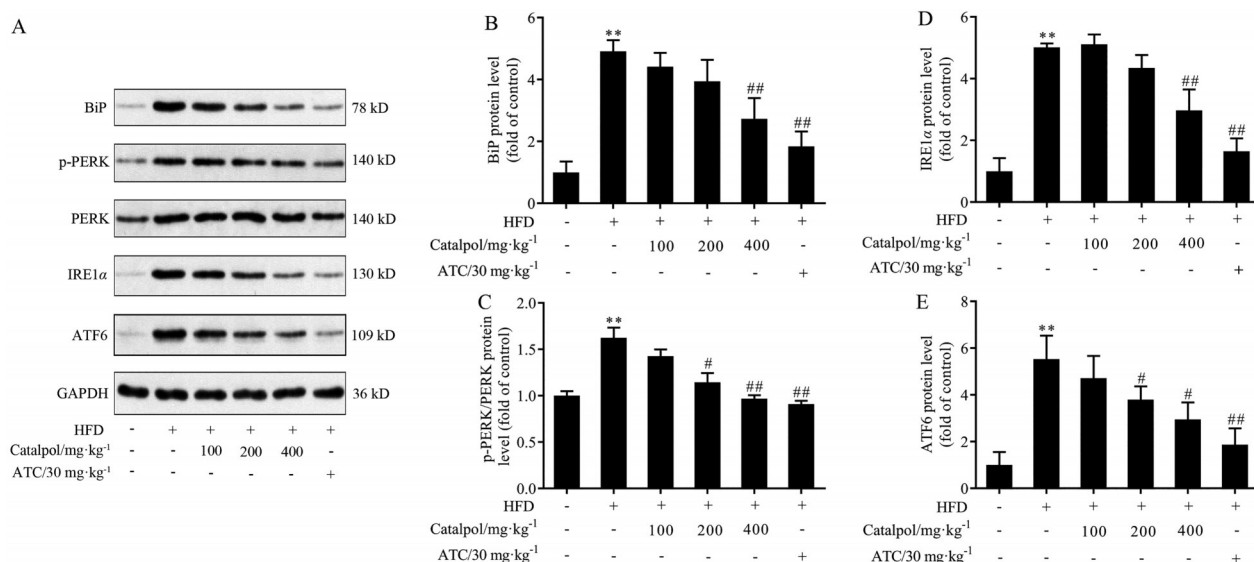 A
BiP 78 kD
p-PERK 140 kD
PERK 140 kD
IRE1α 130 kD
ATF6 109 kD
GAPDH 36 kD
HFD - + + + + +
Catalpol/mg·kg-1 - - 100 200 400 -
ATC/30 mg·kg-1 - - - - - +
B
BiP protein level
(fold of control)
6
4
2
0
** ## ##
HFD - + + + + +
Catalpol/mg·kg-1 - - 100 200 400 -
ATC/30 mg·kg-1 - - - - - +
C
p-PERK/PERK protein
level (fold of control)
2.0
1.5
1.0
0.5
0.0
** # ## ##
HFD - + + + + +
Catalpol/mg·kg-1 - - 100 200 400 -
ATC/30 mg·kg-1 - - - - - +
D
IRE1α protein level
(fold of control)
6
4
2
0
** ## ##
HFD - + + + + +
Catalpol/mg·kg-1 - - 100 200 400 -
ATC/30 mg·kg-1 - - - - - +
E
ATF6 protein level
(fold of control)
8
6
4
2
0
** # # ##
HFD - + + + + +
Catalpol/mg·kg-1 - - 100 200 400 -
ATC/30 mg·kg-1 - - - - - +